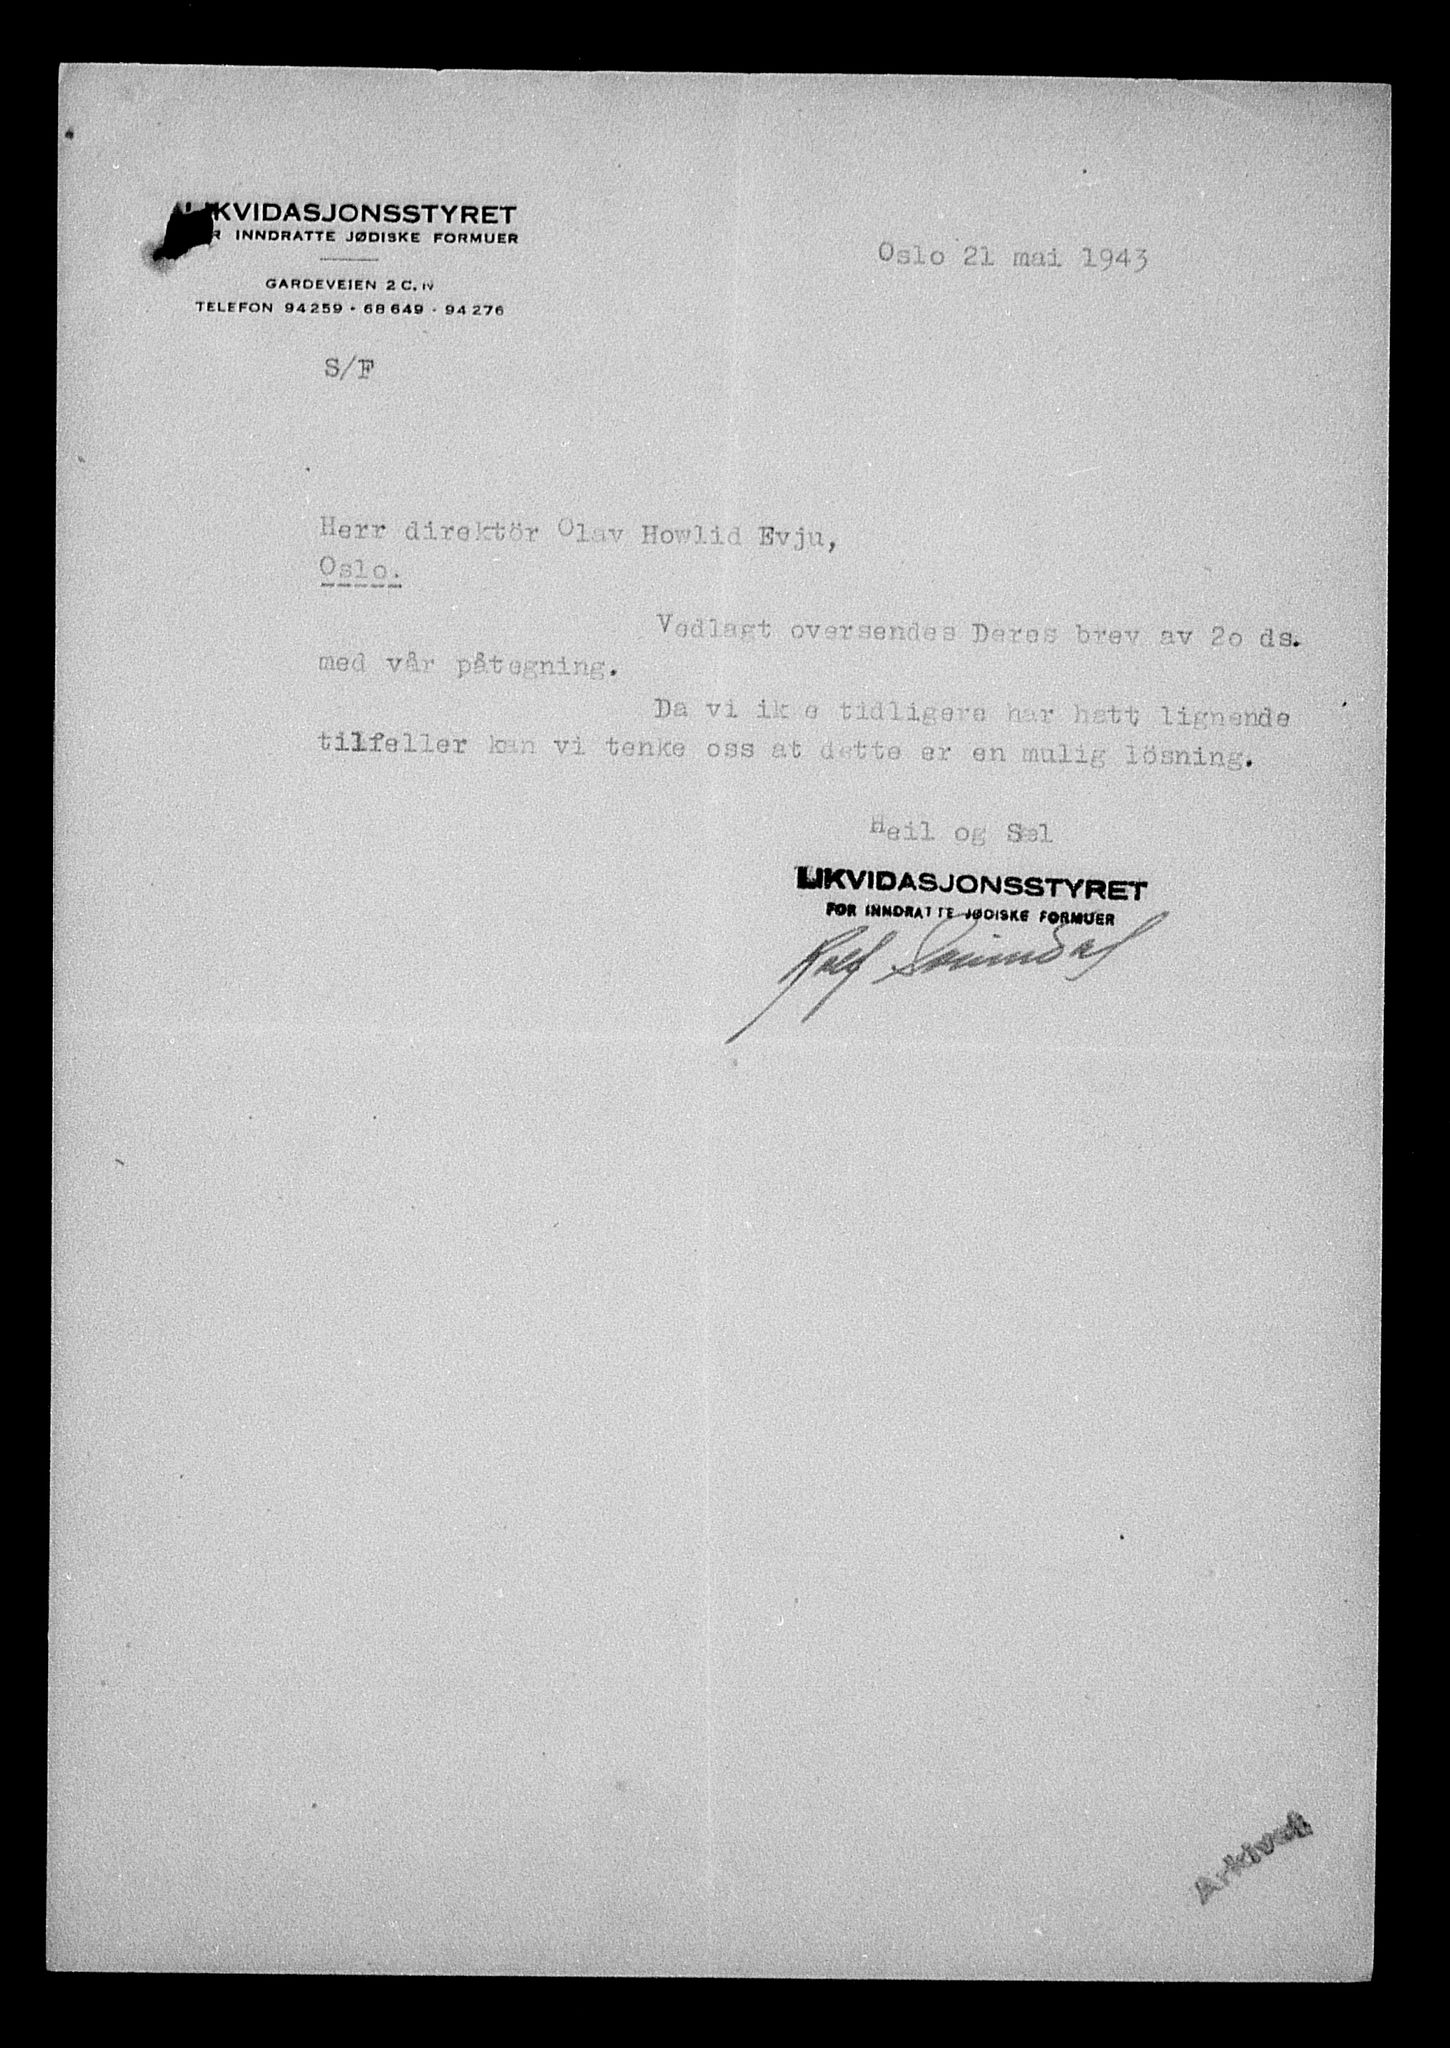 LIKVIDASJONSSTYRET
FOR INNDRATTE JØDISKE FORMUER
GARDEVEIEN 2 C. IV
TELEFON 94259 · 68649 · 94276
Oslo 21 mai 1943
S/F
Herr direktör Olav Howlid Evju,
Oslo.
Vedlagt oversendes Deres brev av 2o ds.
med vår påtegning.
Da vi ik e tidligere har hatt lignende
tilfeller kan vi tenke oss at dette er en mulig lösning.
Heil og Sæl
LIKVIDASJONSSTYRET
FOR INNDRATTE JØDISKE FORMUER
Rolf
Arkivet